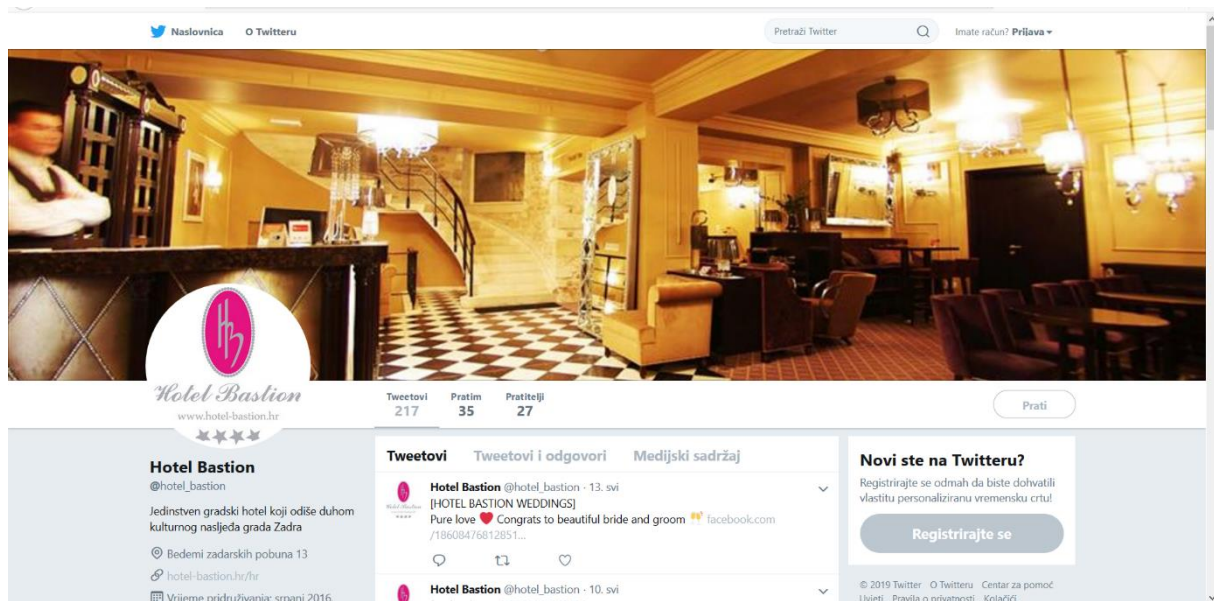 Naslovnica O Twitteru
Pretraži Twitter
Imate račun? Prijava
HB
Hotel Bastion
www.hotel-bastion.hr
Tweetovi Pratim Pratitelji
217 35 27
Prati
Hotel Bastion
@hotel_bastion
Jedinstven gradski hotel koji odiše duhom
kulturnog nasljeđa grada Zadra
Bedemi zadarskih pobuna 13
hotel-bastion.hr/hr
Vrijeme pridruživanja: srpanj 2016.
Tweetovi Tweetovi i odgovori Medijski sadržaj
Hotel Bastion @hotel_bastion · 13. svi
[HOTEL BASTION WEDDINGS]
Pure love ❤ Congrats to beautiful bride and groom 🥂 facebook.com
/18608476812851...
Hotel Bastion @hotel_bastion · 10. svi
Novi ste na Twitteru?
Registrirajte se odmah da biste dohvatili
vlastitu personaliziranu vremensku crtu!
Registrirajte se
© 2019 Twitter O Twitteru Centar za pomoć
Uvjeti Pravila o privatnosti Kolačići